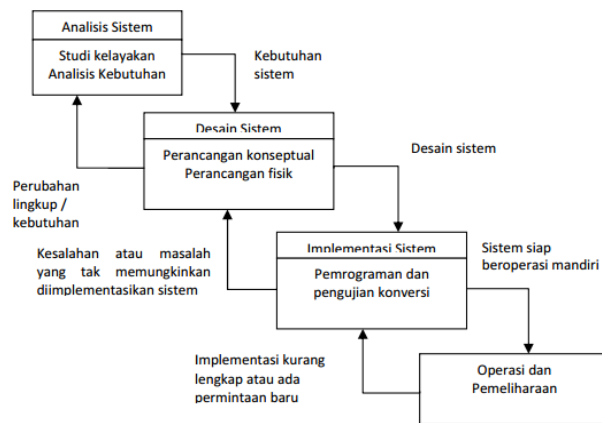 Analisis Sistem
Studi kelayakan
Analisis Kebutuhan
Kebutuhan
sistem
Desain Sistem
Perancangan konseptual
Perancangan fisik
Desain sistem
Perubahan
lingkup /
kebutuhan
Kesalahan atau masalah
yang tak memungkinkan
diimplementasikan sistem
Implementasi Sistem
Pemrograman dan
pengujian konversi
Sistem siap
beroperasi mandiri
Implementasi kurang
lengkap atau ada
permintaan baru
Operasi dan
Pemeliharaan